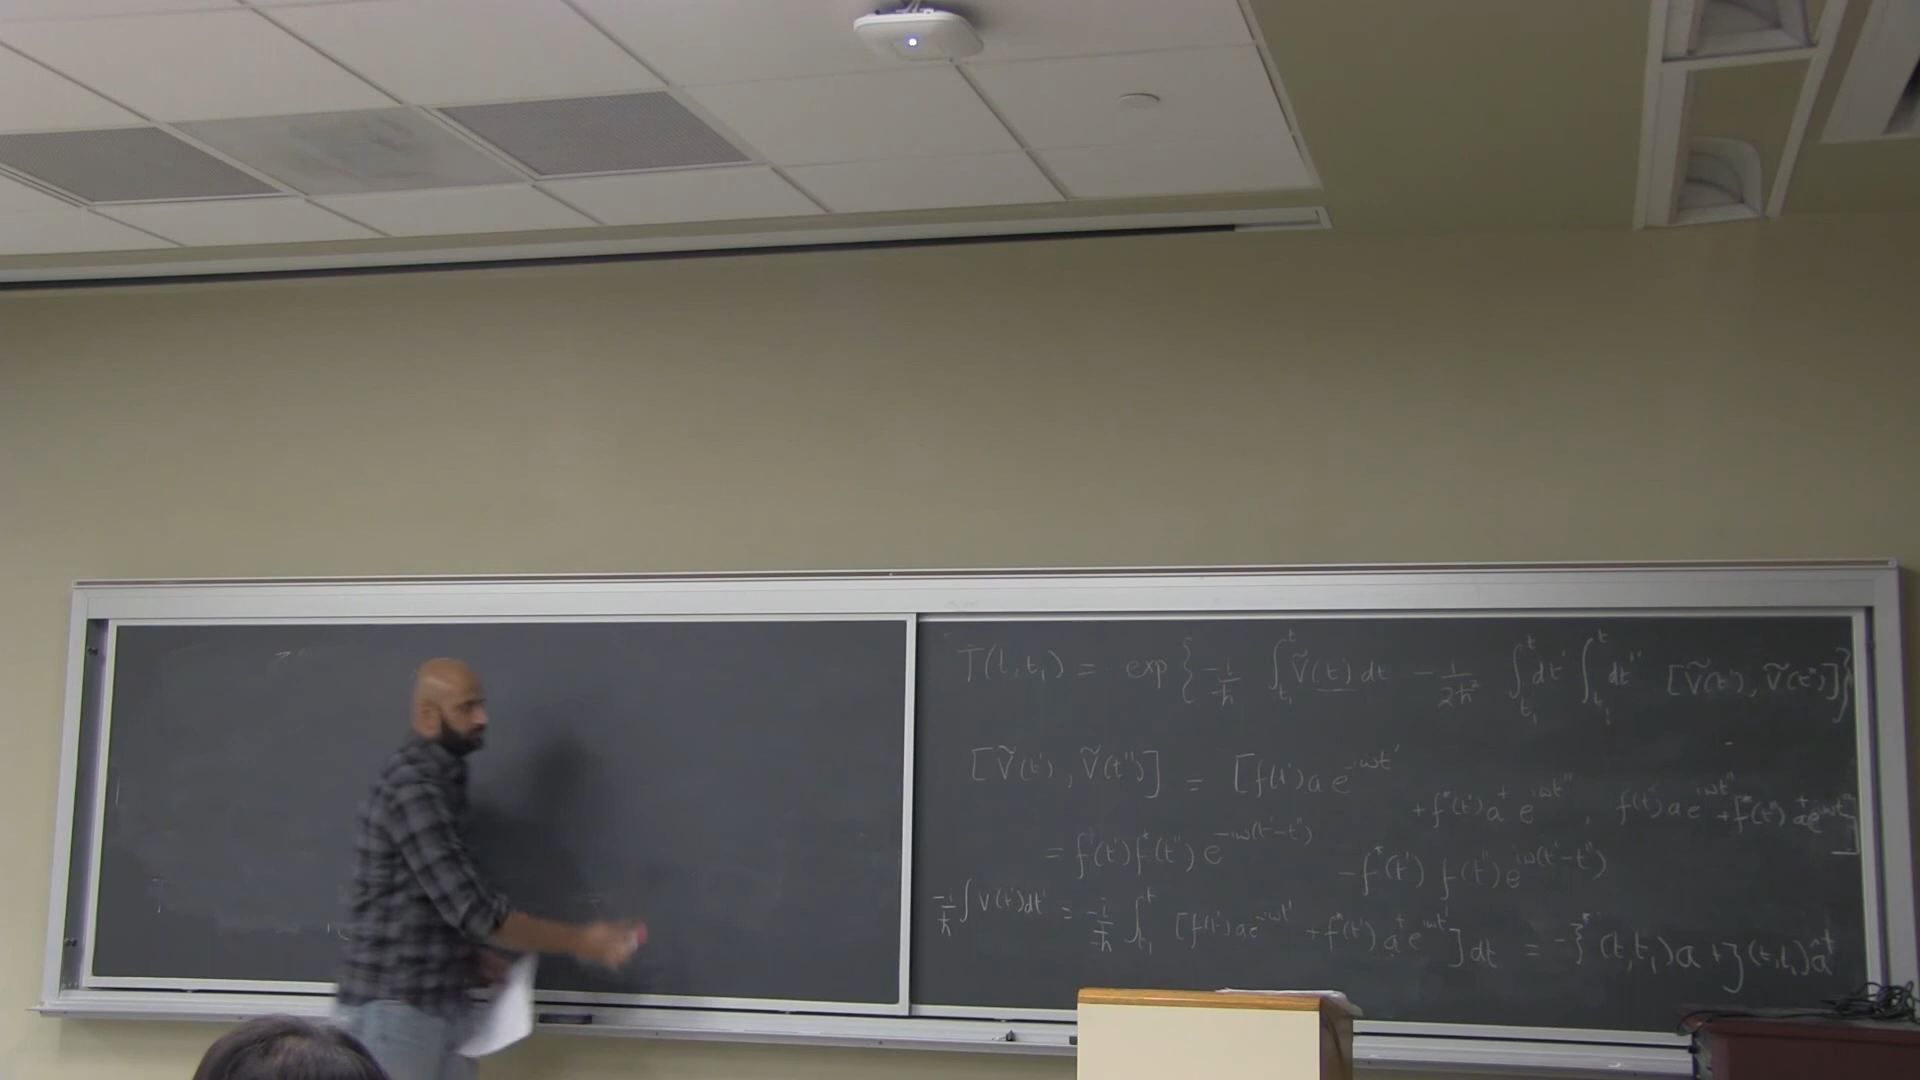 T(t,t₁) = exp{ -i/ħ ∫_{t₁}^{t} Ṽ(t) dt - 1/2ħ² ∫_{t₁}^{t} dt' ∫_{t₁}^{t} dt'' [Ṽ(t'), Ṽ(t'')] }
[Ṽ(t'), Ṽ(t'')] = [f(t') a e^{-iωt'} + f*(t') a† e^{iωt''}, f(t') a e^{iωt''} + f*(t'') a† e^{iωt''}]
= f(t') f*(t'') e^{-iω(t'-t'')} - f*(t') f(t'') e^{iω(t'-t'')}
-i/ħ ∫ V(t') dt' = -i/ħ ∫_{t₁}^{t} [f(t') a e^{-iωt'} + f*(t') a† e^{iωt'}] dt = -ξ*(t,t₁) a + ξ(t,t₁) a†